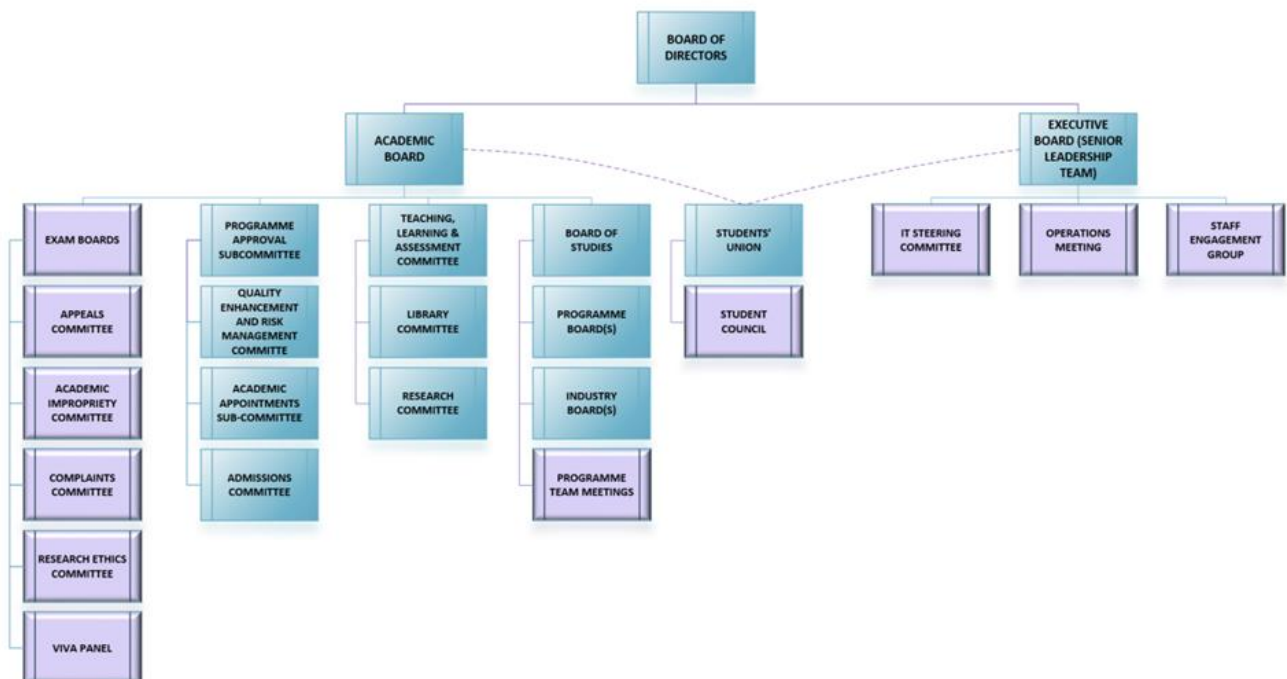 BOARD OF
DIRECTORS
ACADEMIC
BOARD
EXECUTIVE
BOARD (SENIOR
LEADERSHIP
TEAM)
EXAM BOARDS
PROGRAMME
APPROVAL
SUBCOMMITTEE
TEACHING,
LEARNING &
ASSESSMENT
COMMITTEE
BOARD OF
STUDIES
STUDENTS'
UNION
IT STEERING
COMMITTEE
OPERATIONS
MEETING
STAFF
ENGAGEMENT
GROUP
APPEALS
COMMITTEE
QUALITY
ENHANCEMENT
AND RISK
MANAGEMENT
COMMITTE
LIBRARY
COMMITTEE
PROGRAMME
BOARD(S)
STUDENT
COUNCIL
ACADEMIC
IMPROPRIETY
COMMITTEE
ACADEMIC
APPOINTMENTS
SUB-COMMITTEE
RESEARCH
COMMITTEE
INDUSTRY
BOARD(S)
COMPLAINTS
COMMITTEE
ADMISSIONS
COMMITTEE
PROGRAMME
TEAM MEETINGS
RESEARCH ETHICS
COMMITTEE
VIVA PANEL